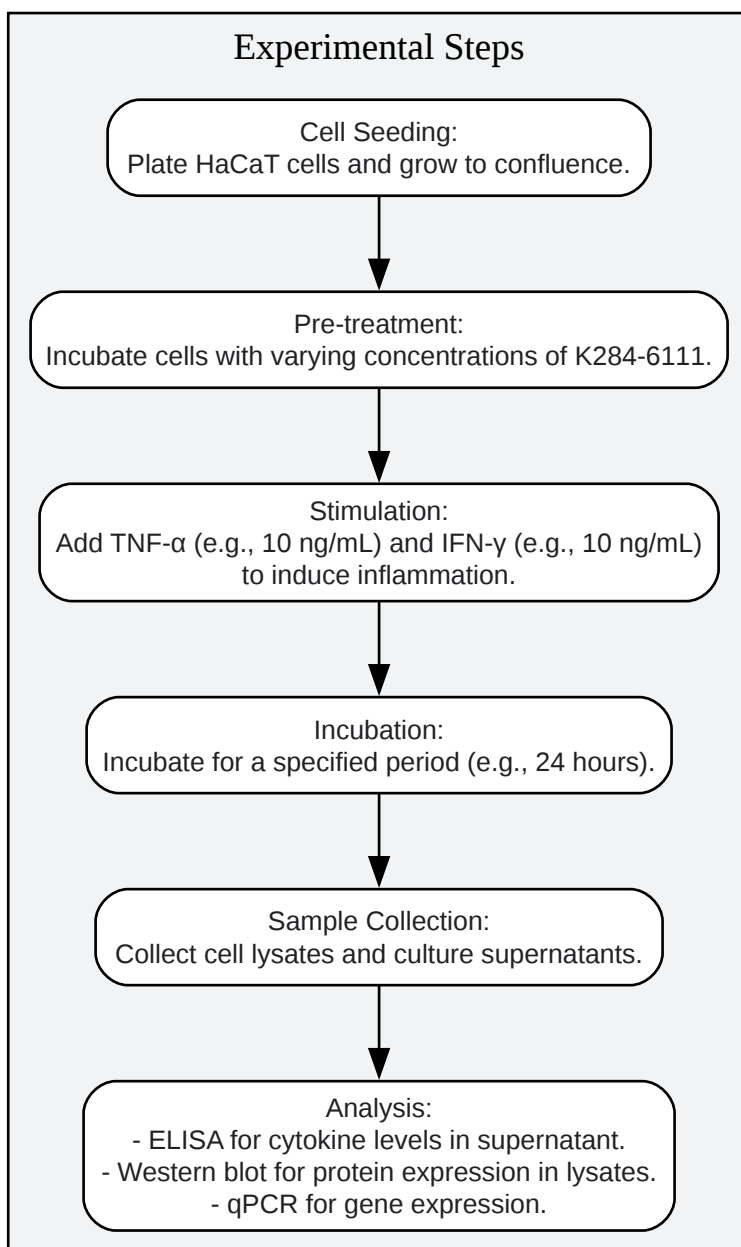 Experimental Steps
Cell Seeding:
Plate HaCaT cells and grow to confluence.
Pre-treatment:
Incubate cells with varying concentrations of K284-6111.
Stimulation:
Add TNF-α (e.g., 10 ng/mL) and IFN-γ (e.g., 10 ng/mL)
to induce inflammation.
Incubation:
Incubate for a specified period (e.g., 24 hours).
Sample Collection:
Collect cell lysates and culture supernatants.
Analysis:
- ELISA for cytokine levels in supernatant.
- Western blot for protein expression in lysates.
- qPCR for gene expression.